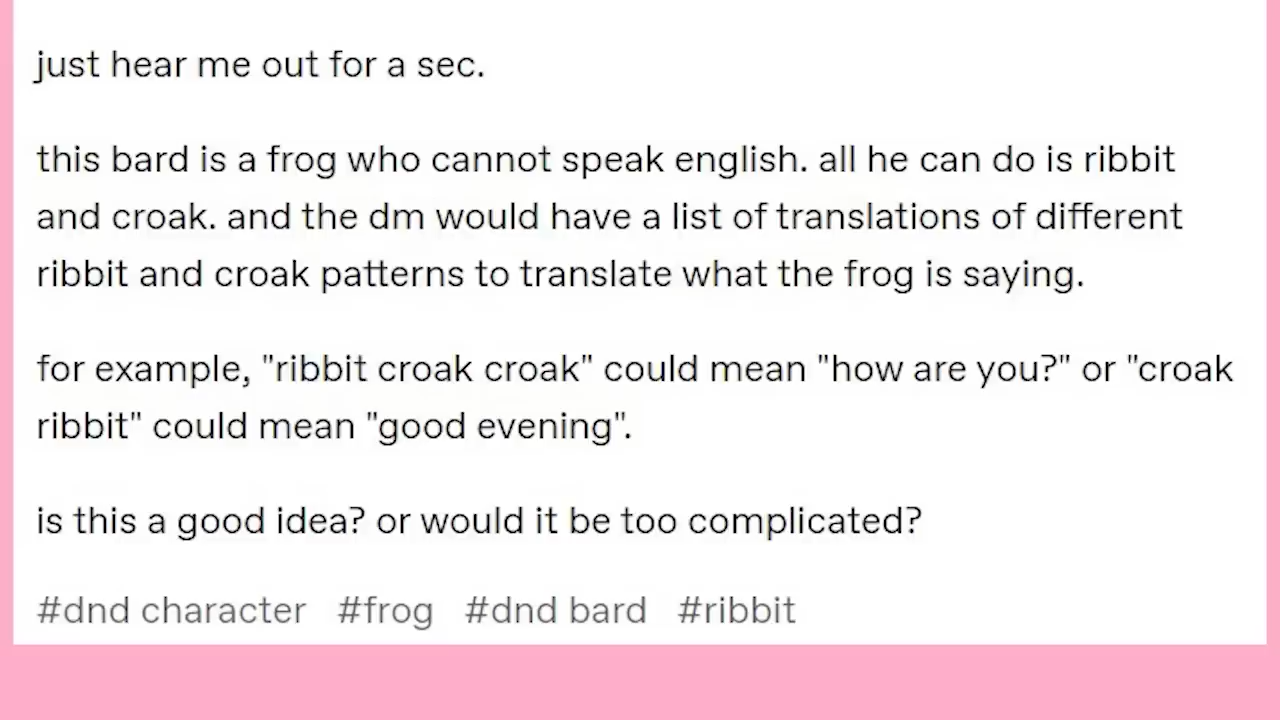 just hear me out for a sec.
this bard is a frog who cannot speak english. all he can do is ribbit
and croak. and the dm would have a list of translations of different
ribbit and croak patterns to translate what the frog is saying.
for example, "ribbit croak croak" could mean "how are you?" or "croak
ribbit" could mean "good evening".
is this a good idea? or would it be too complicated?
#dnd character #frog #dnd bard #ribbit